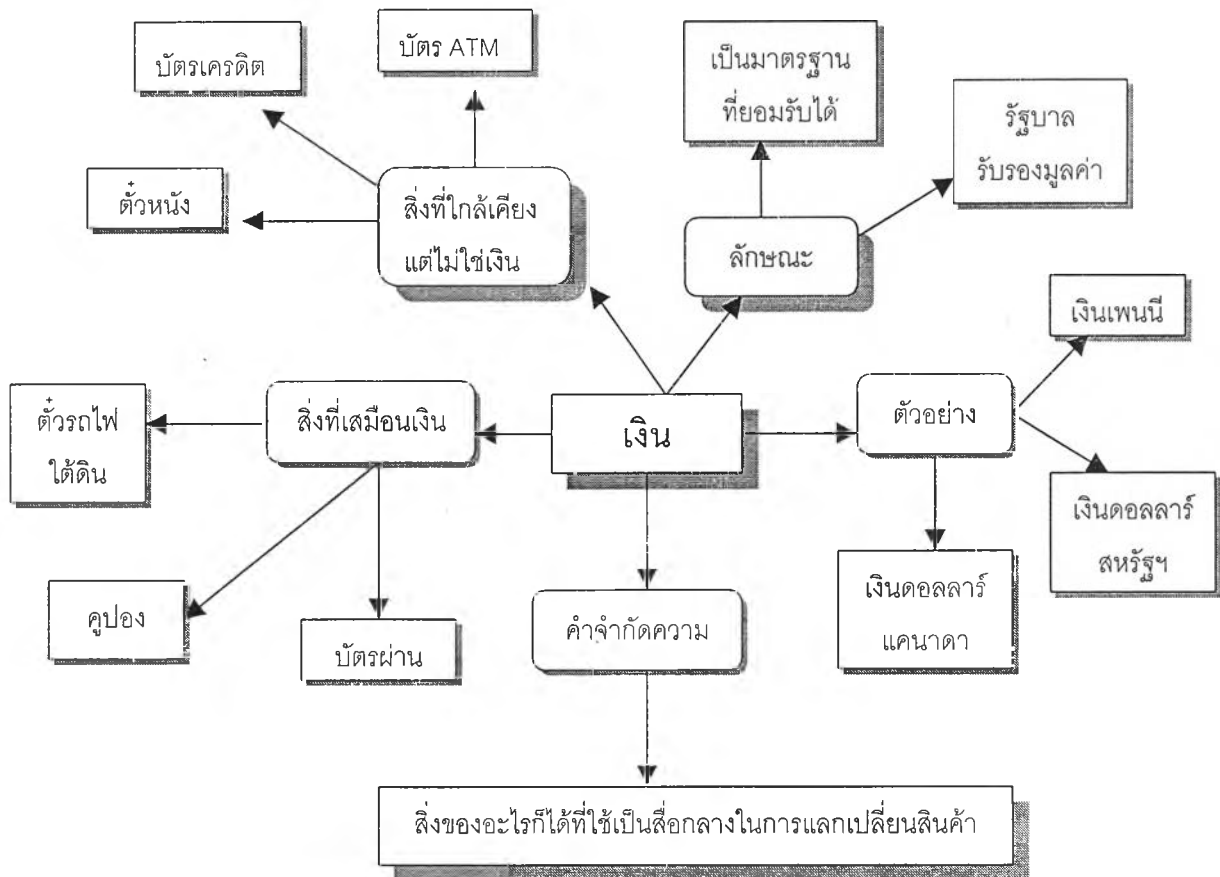 บัตรเครดิต
บัตร ATM
เป็นมาตรฐาน
ที่ยอมรับได้
รัฐบาล
รับรองมูลค่า
ตั๋วหนัง
สิ่งที่ใกล้เคียง
แต่ไม่ใช่เงิน
ลักษณะ
เงินเพนนี
ตั๋วรถไฟ
ใต้ดิน
สิ่งที่เสมือนเงิน
เงิน
ตัวอย่าง
เงินดอลลาร์
สหรัฐฯ
คูปอง
บัตรผ่าน
คำจำกัดความ
เงินดอลลาร์
แคนาดา
สิ่งของอะไรก็ได้ที่ใช้เป็นสื่อกลางในการแลกเปลี่ยนสินค้า